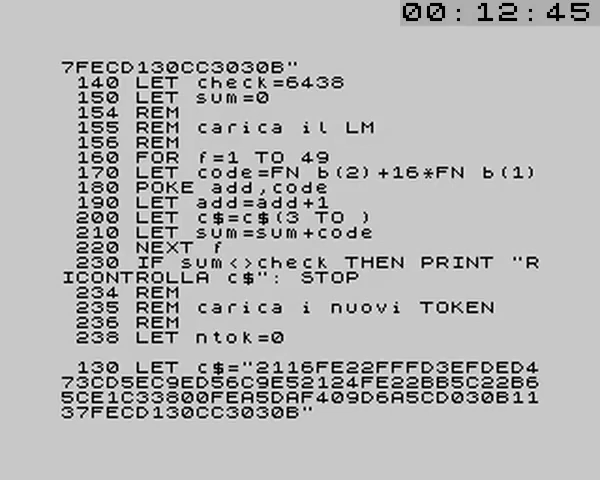 00:12:45
7FECD130CC3030B"
140 LET check=6438
150 LET sum=0
154 REM
155 REM carica il LM
156 REM
160 FOR f=1 TO 49
170 LET code=FN b(2)+16*FN b(1)
180 POKE add,code
190 LET add=add+1
200 LET c$=c$(3 TO )
210 LET sum=sum+code
220 NEXT f
230 IF sum<>check THEN PRINT "R
ICONTROLLA c$": STOP
234 REM
235 REM carica i nuovi TOKEN
236 REM
238 LET ntok=0
130 LET c$="2116FE22FFFD3EFDED4
73CD5EC9ED56C9E52124FE22BB5C22B6
5CE1C33800FEA5DAF409D6A5CD030B11
37FECD130CC3030B"